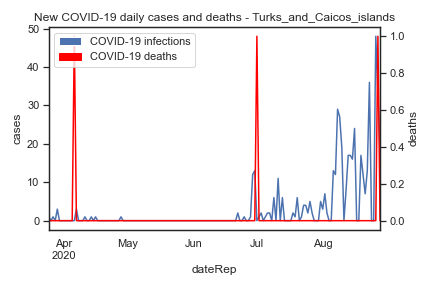 New COVID-19 daily cases and deaths - Turks_and_Caicos_islands
COVID-19 infections
COVID-19 deaths
50
40
30
20
10
0
cases
1.0
0.8
0.6
0.4
0.2
0.0
deaths
Apr
2020
May
Jun
Jul
Aug
dateRep